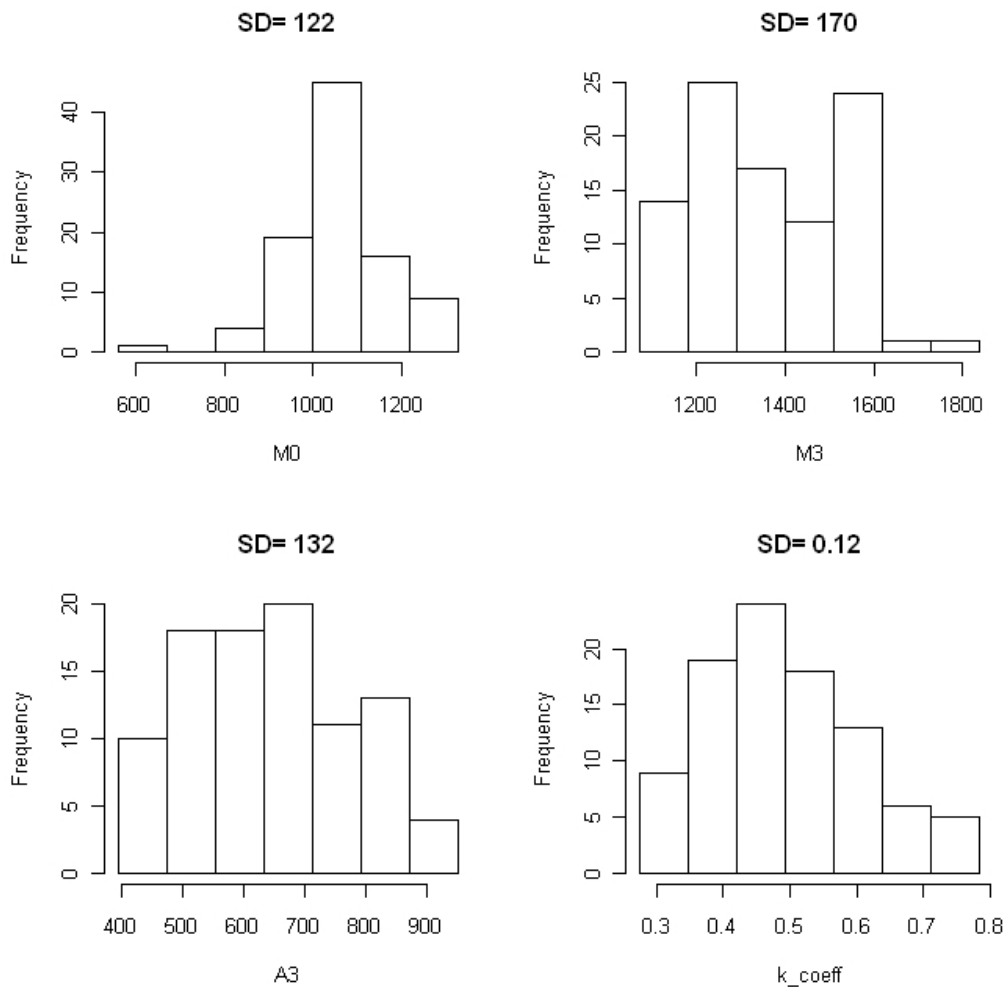 SD= 122
Frequency
0 10 20 30 40
600 800 1000 1200
M0
SD= 170
Frequency
0 5 10 15 20 25
1200 1400 1600 1800
M3
SD= 132
Frequency
0 5 10 15 20
400 500 600 700 800 900
A3
SD= 0.12
Frequency
0 5 10 15 20
0.3 0.4 0.5 0.6 0.7 0.8
k_coeff